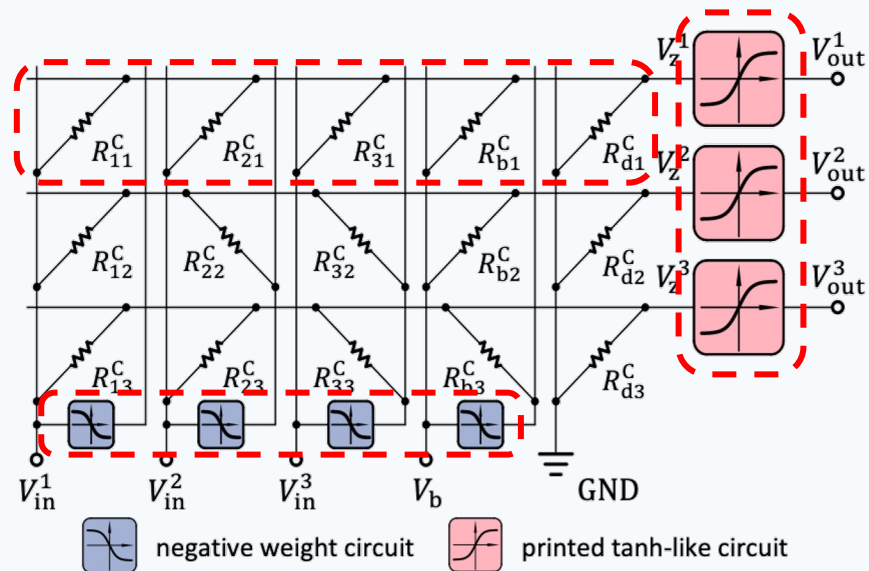 V_z^1 V_out^1
R_11^C R_21^C R_31^C R_b1^C R_d1^C
V_z^2 V_out^2
R_12^C R_22^C R_32^C R_b2^C R_d2^C
V_z^3 V_out^3
R_13^C R_23^C R_33^C R_b3^C R_d3^C
V_in^1 V_in^2 V_in^3 V_b GND
negative weight circuit printed tanh-like circuit